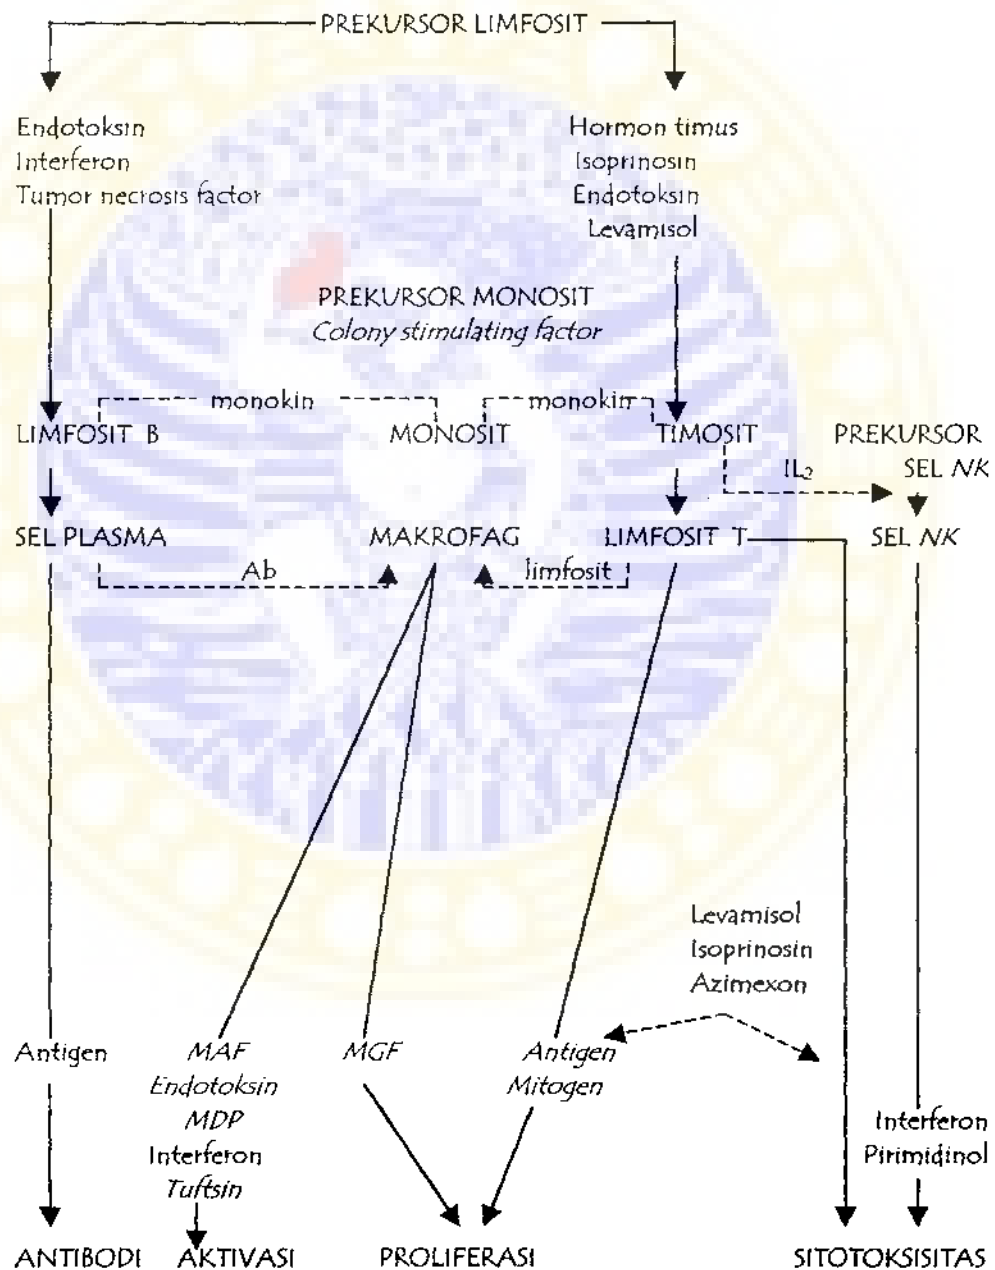 PREKURSOR LIMFOSIT
Endotoksin
Interferon
Tumor necrosis factor
Hormon timus
Isoprinosin
Endotoksin
Levamisol
PREKURSOR MONOSIT
Colony stimulating factor
monokin
monokin
LIMFOSIT B
MONOSIT
TIMOSIT
PREKURSOR
SEL NK
IL2
SEL PLASMA
MAKROFAG
LIMFOSIT T
SEL NK
Ab
limfosit
Levamisol
Isoprinosin
Azimexon
Antigen
MAF
Endotoksin
MDP
Interferon
Tuftsin
MGF
Antigen
Mitogen
Interferon
Pirimidinol
ANTIBODI
AKTIVASI
PROLIFERASI
SITOTOKSISITAS